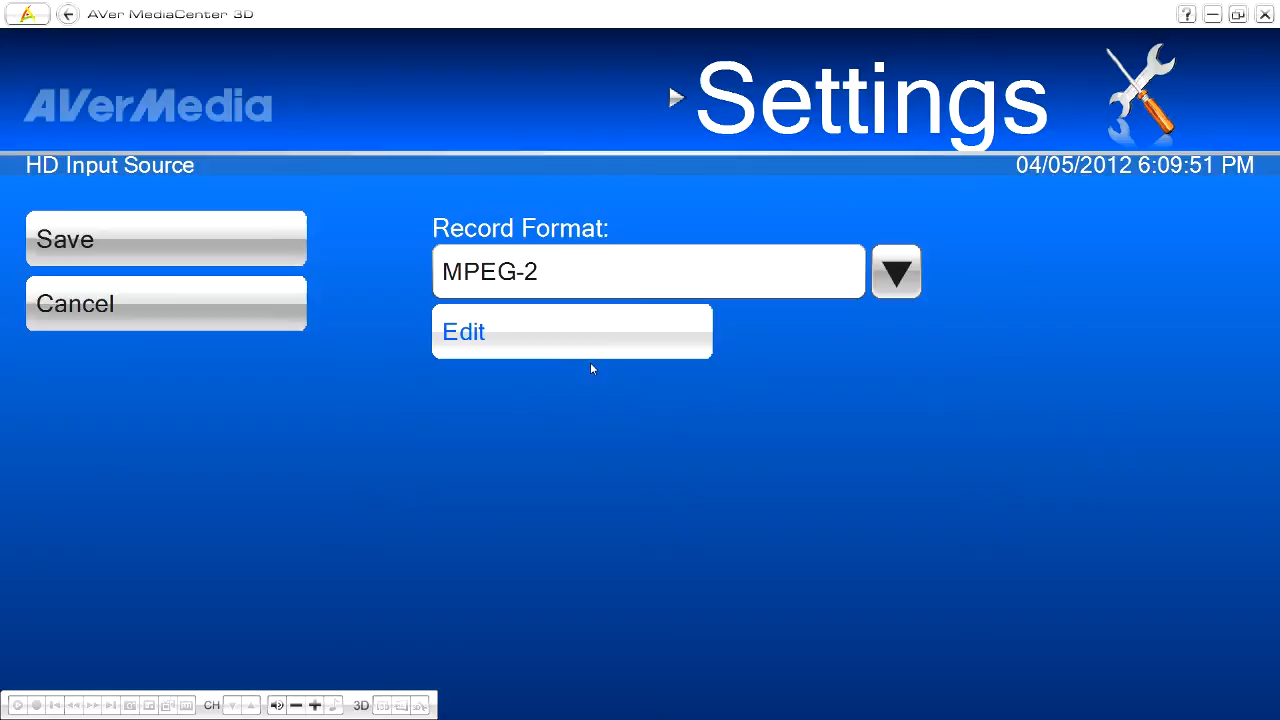 AVer MediaCenter 3D
AVerMedia
Settings
HD Input Source
04/05/2012 6:09:51 PM
Save
Cancel
Record Format:
MPEG-2
Edit
CH
3D